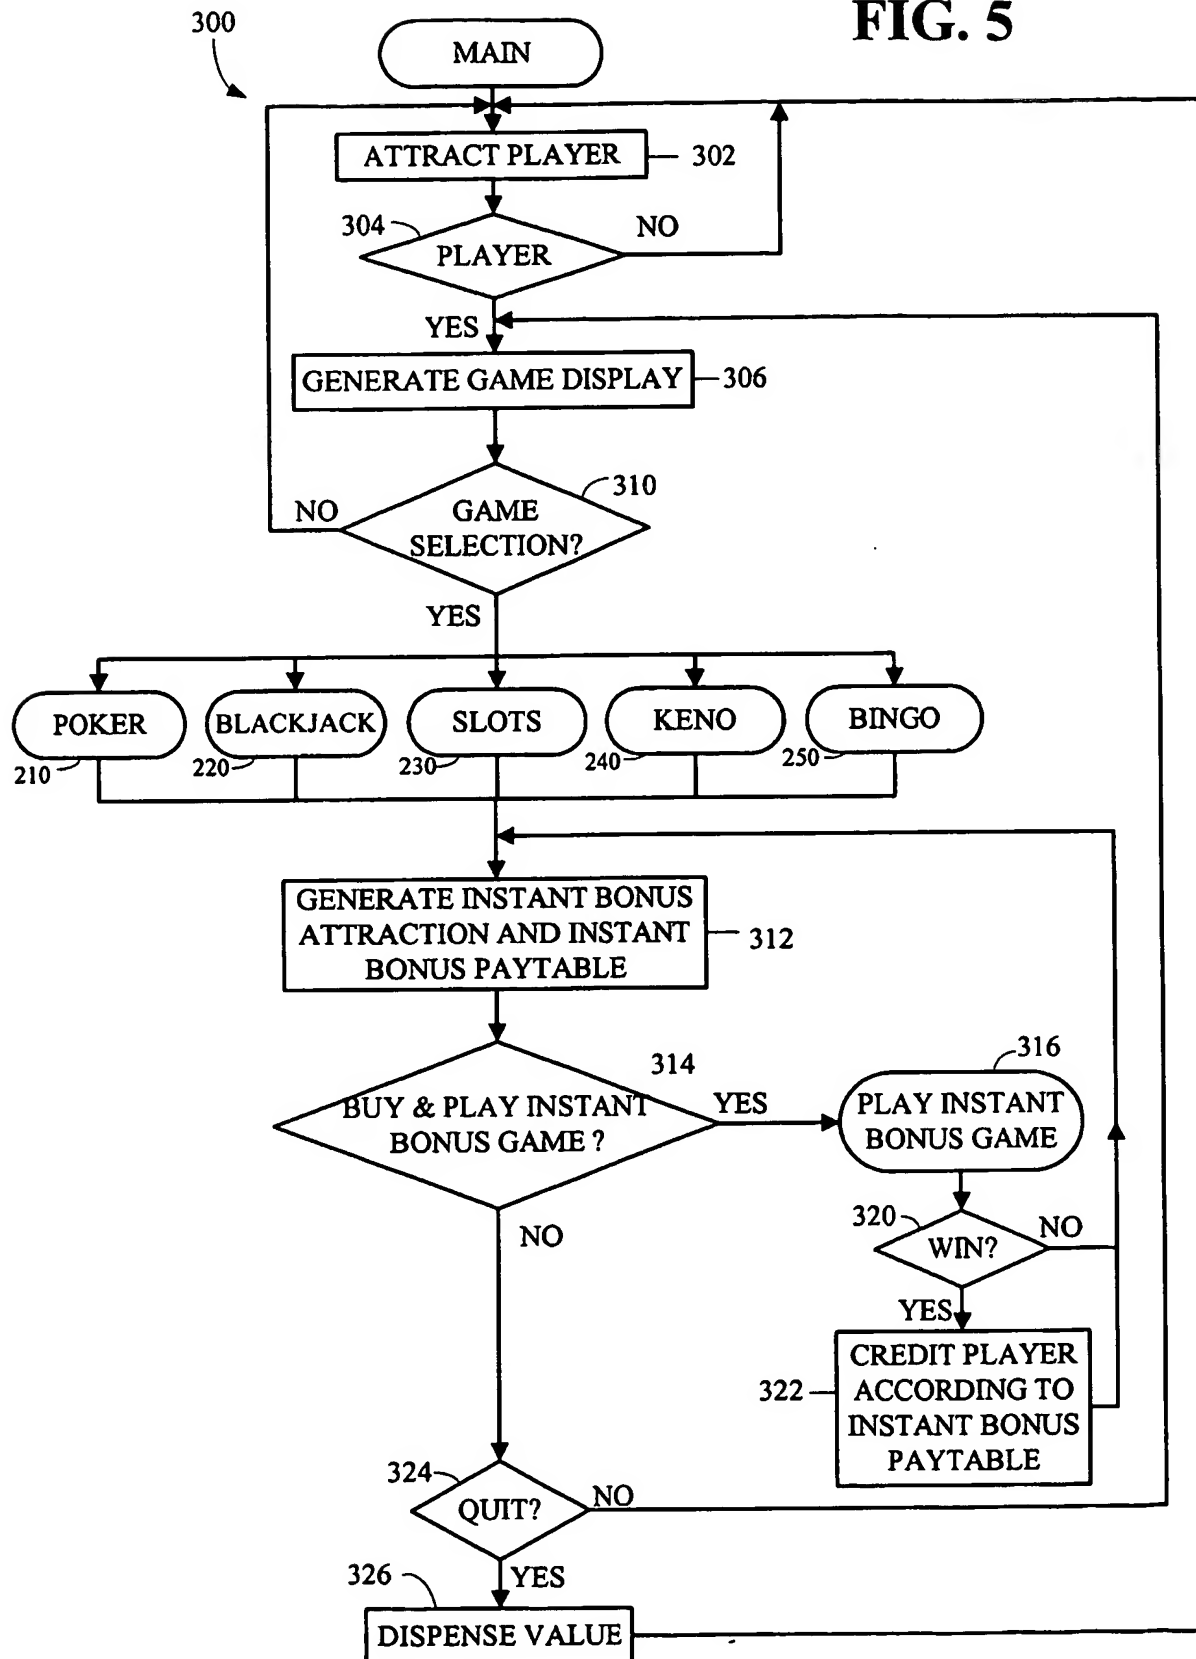 FIG. 5
300
MAIN
ATTRACT PLAYER
302
304
PLAYER
NO
YES
GENERATE GAME DISPLAY
306
310
NO
GAME
SELECTION?
YES
POKER
BLACKJACK
SLOTS
KENO
BINGO
210
220
230
240
250
GENERATE INSTANT BONUS
ATTRACTION AND INSTANT
BONUS PAYTABLE
312
314
BUY & PLAY INSTANT
BONUS GAME ?
YES
316
PLAY INSTANT
BONUS GAME
NO
320
WIN?
NO
YES
322
CREDIT PLAYER
ACCORDING TO
INSTANT BONUS
PAYTABLE
324
QUIT?
NO
YES
326
DISPENSE VALUE